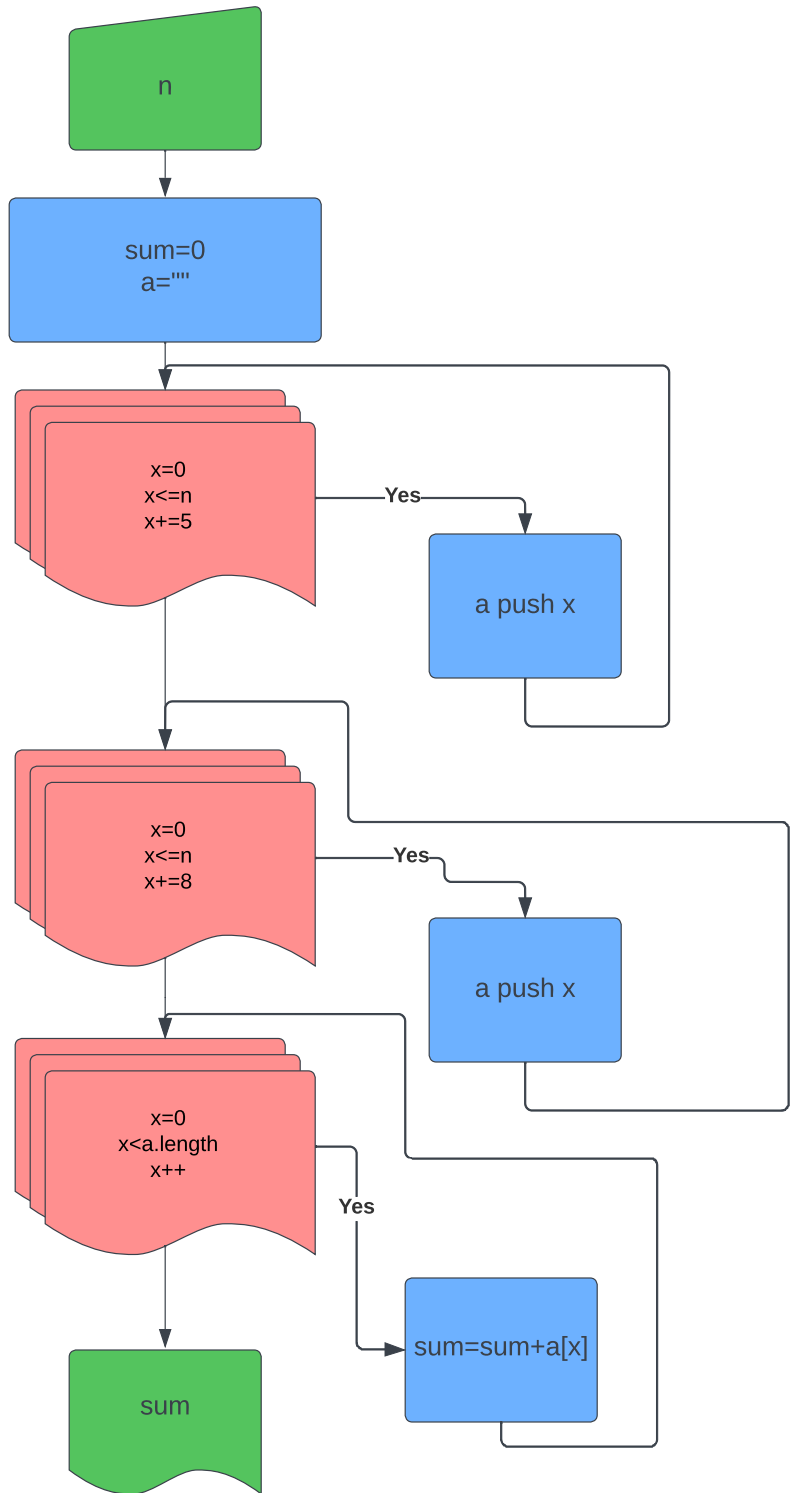 n
sum=0
a=""
x=0
x<=n
x+=5
Yes
a push x
x=0
x<=n
x+=8
Yes
a push x
x=0
x<a.length
x++
Yes
sum=sum+a[x]
sum